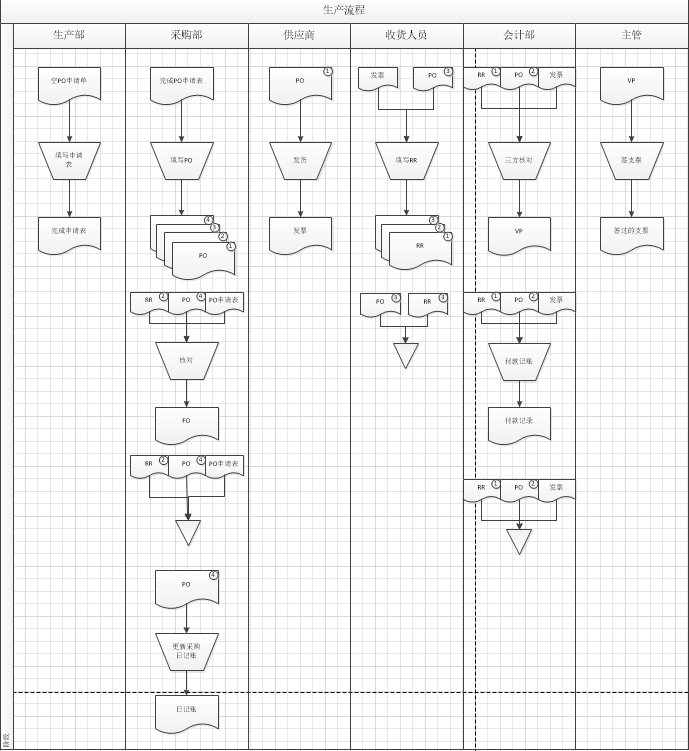 生产流程
生产部
采购部
供应商
收货人员
会计部
主管
空PO申请单
填写申请
表
完成申请表
完成PO申请表
填写PO
4
3
2
1
PO
RR
2
PO
4
PO申请表
核对
FO
RR
2
PO
4
PO申请表
PO
4
更新采购
日记账
日记账
PO
1
发货
发票
发票
PO
3
填写RR
3
2
1
RR
PO
3
RR
3
RR
1
PO
2
发票
三方核对
VP
RR
1
PO
2
发票
付款记账
付款记录
RR
1
PO
2
发票
VP
签支票
签过的支票
阶段